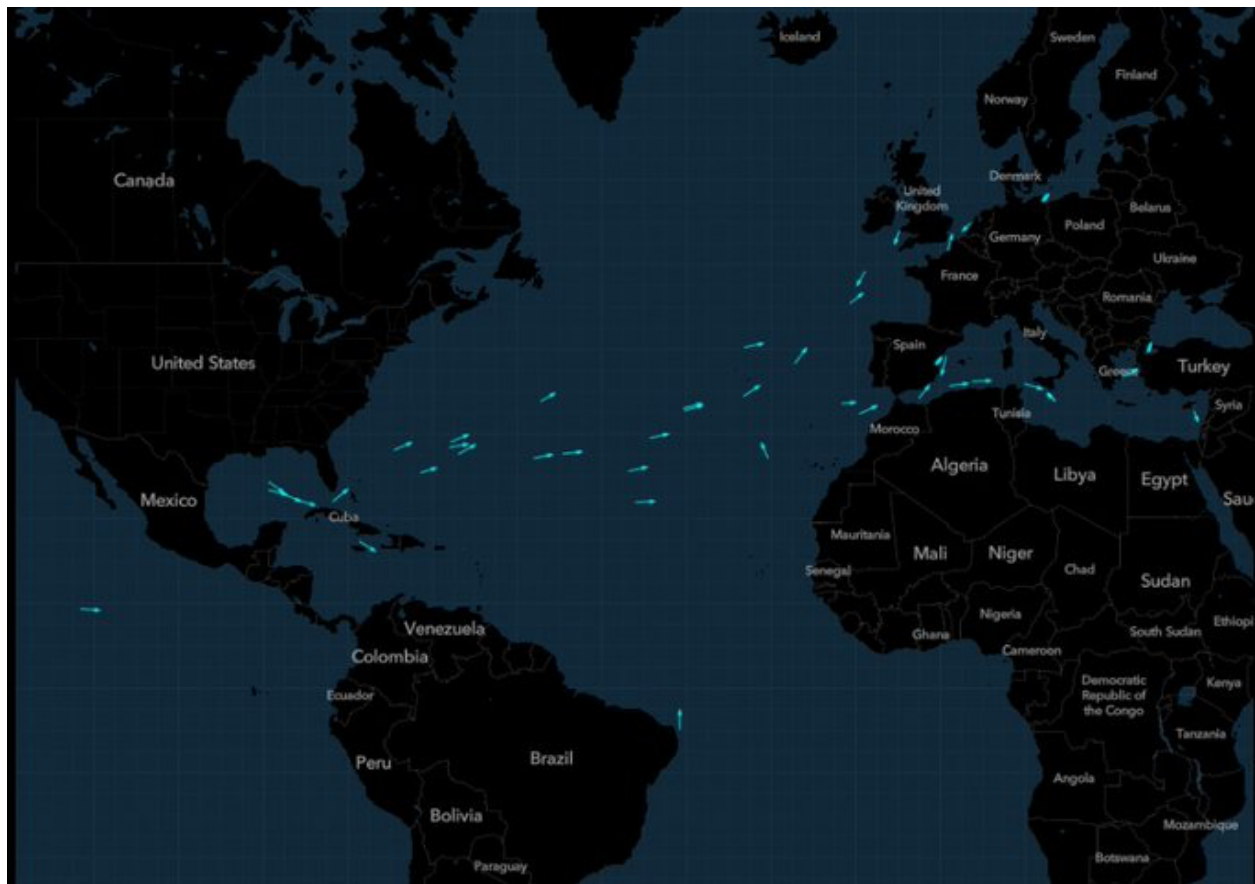 Iceland
Sweden
Finland
Norway
Canada
Denmark
United
Kingdom
Belarus
Poland
Germany
Ukraine
France
Romania
Italy
Spain
United States
Greece
Turkey
Syria
Tunisia
Morocco
Algeria
Libya
Egypt
Mexico
Sau
Cuba
Mauritania
Mali
Niger
Chad
Senegal
Sudan
Nigeria
Ethiopi
Venezuela
Ghana
South Sudan
Cameroon
Colombia
Democratic
Republic of
the Congo
Kenya
Ecuador
Tanzania
Brazil
Peru
Angola
Bolivia
Mozambique
Botswana
Paraguay